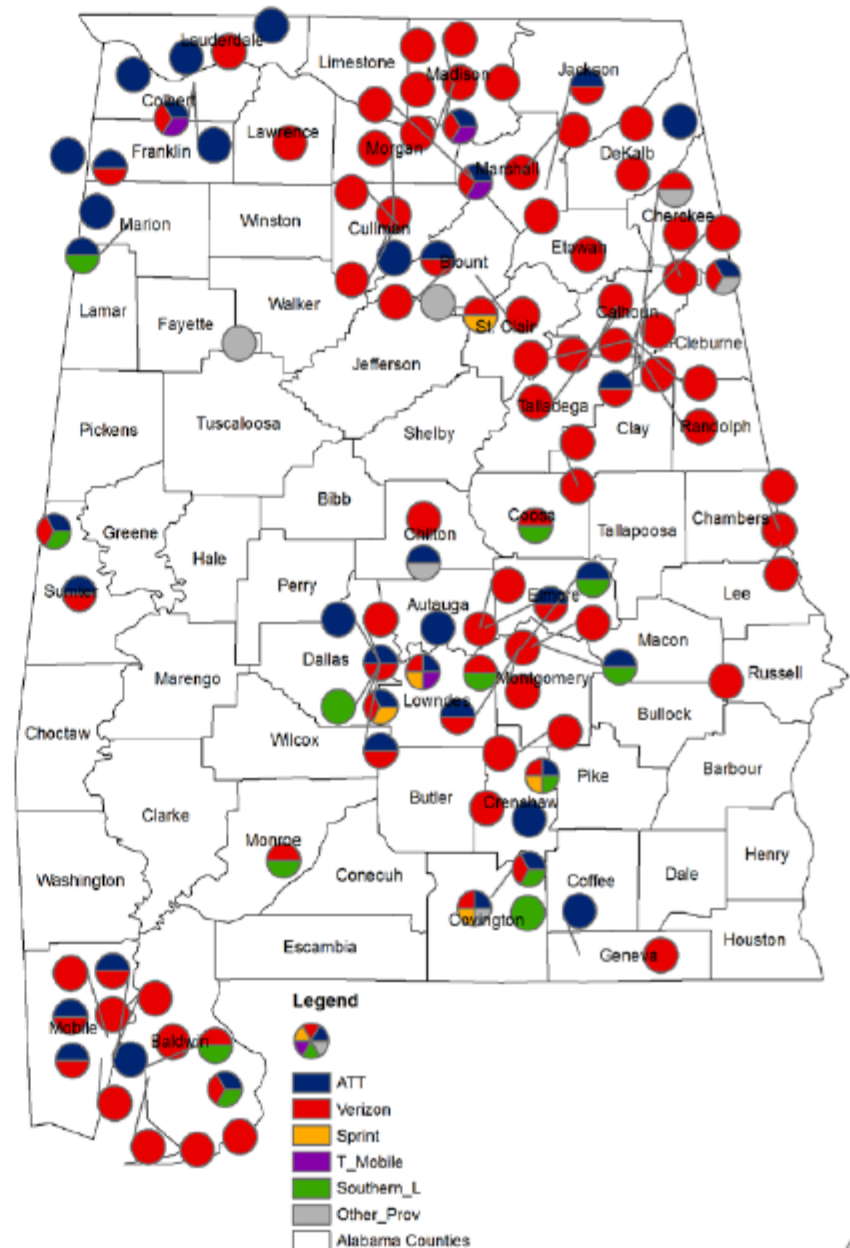 Lauderdale
Limestone
Madison
Jackson
Colbert
Franklin
Lawrence
Morgan
Marshall
DeKalb
Marion
Winston
Cullman
Cherokee
Blount
Etowah
Lamar
Fayette
Walker
St. Clair
Calhoun
Cleburne
Jefferson
Talladega
Pickens
Tuscaloosa
Shelby
Clay
Randolph
Bibb
Greene
Hale
Chilton
Coosa
Tallapoosa
Chambers
Sumter
Perry
Autauga
Elmore
Lee
Dallas
Macon
Marengo
Lowndes
Montgomery
Russell
Choctaw
Wilcox
Bullock
Clarke
Butler
Crenshaw
Pike
Barbour
Monroe
Washington
Conecuh
Covington
Coffee
Dale
Henry
Escambia
Geneva
Houston
Mobile
Baldwin
Legend
ATT
Verizon
Sprint
T_Mobile
Southern_L
Other_Prov
Alabama Counties